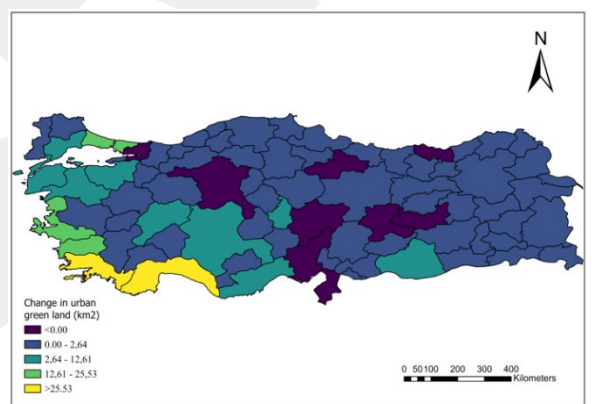 N
Change in urban
green land (km2)
<0.00
0.00 - 2,64
2,64 - 12,61
12,61 - 25,53
>25.53
0 50100 200 300 400
Kilometers